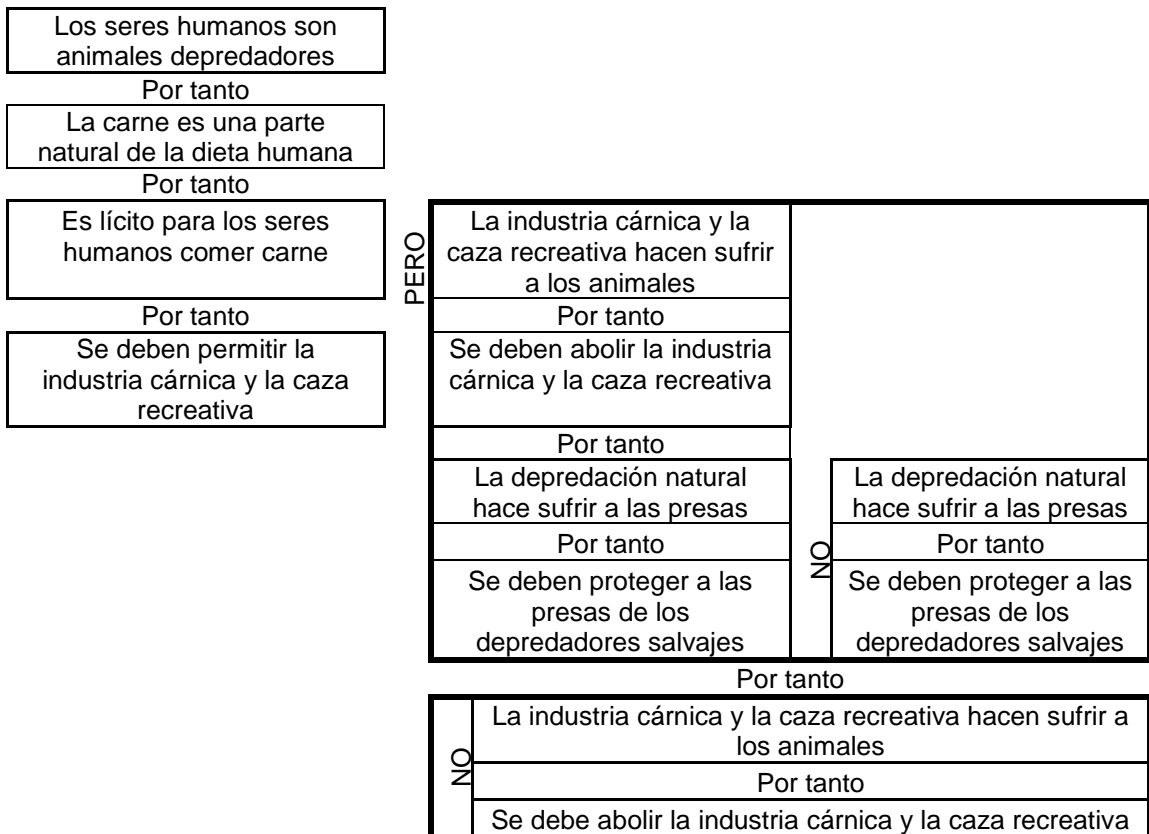 Los seres humanos son
animales depredadores
Por tanto
La carne es una parte
natural de la dieta humana
Por tanto
Es lícito para los seres
humanos comer carne
Por tanto
Se deben permitir la
industria cárnica y la caza
recreativa
PERO
La industria cárnica y la
caza recreativa hacen sufrir
a los animales
Por tanto
Se deben abolir la industria
cárnica y la caza recreativa
Por tanto
La depredación natural
hace sufrir a las presas
Por tanto
Se deben proteger a las
presas de los
depredadores salvajes
NO
La depredación natural
hace sufrir a las presas
Por tanto
Se deben proteger a las
presas de los
depredadores salvajes
Por tanto
NO
La industria cárnica y la caza recreativa hacen sufrir a
los animales
Por tanto
Se debe abolir la industria cárnica y la caza recreativa